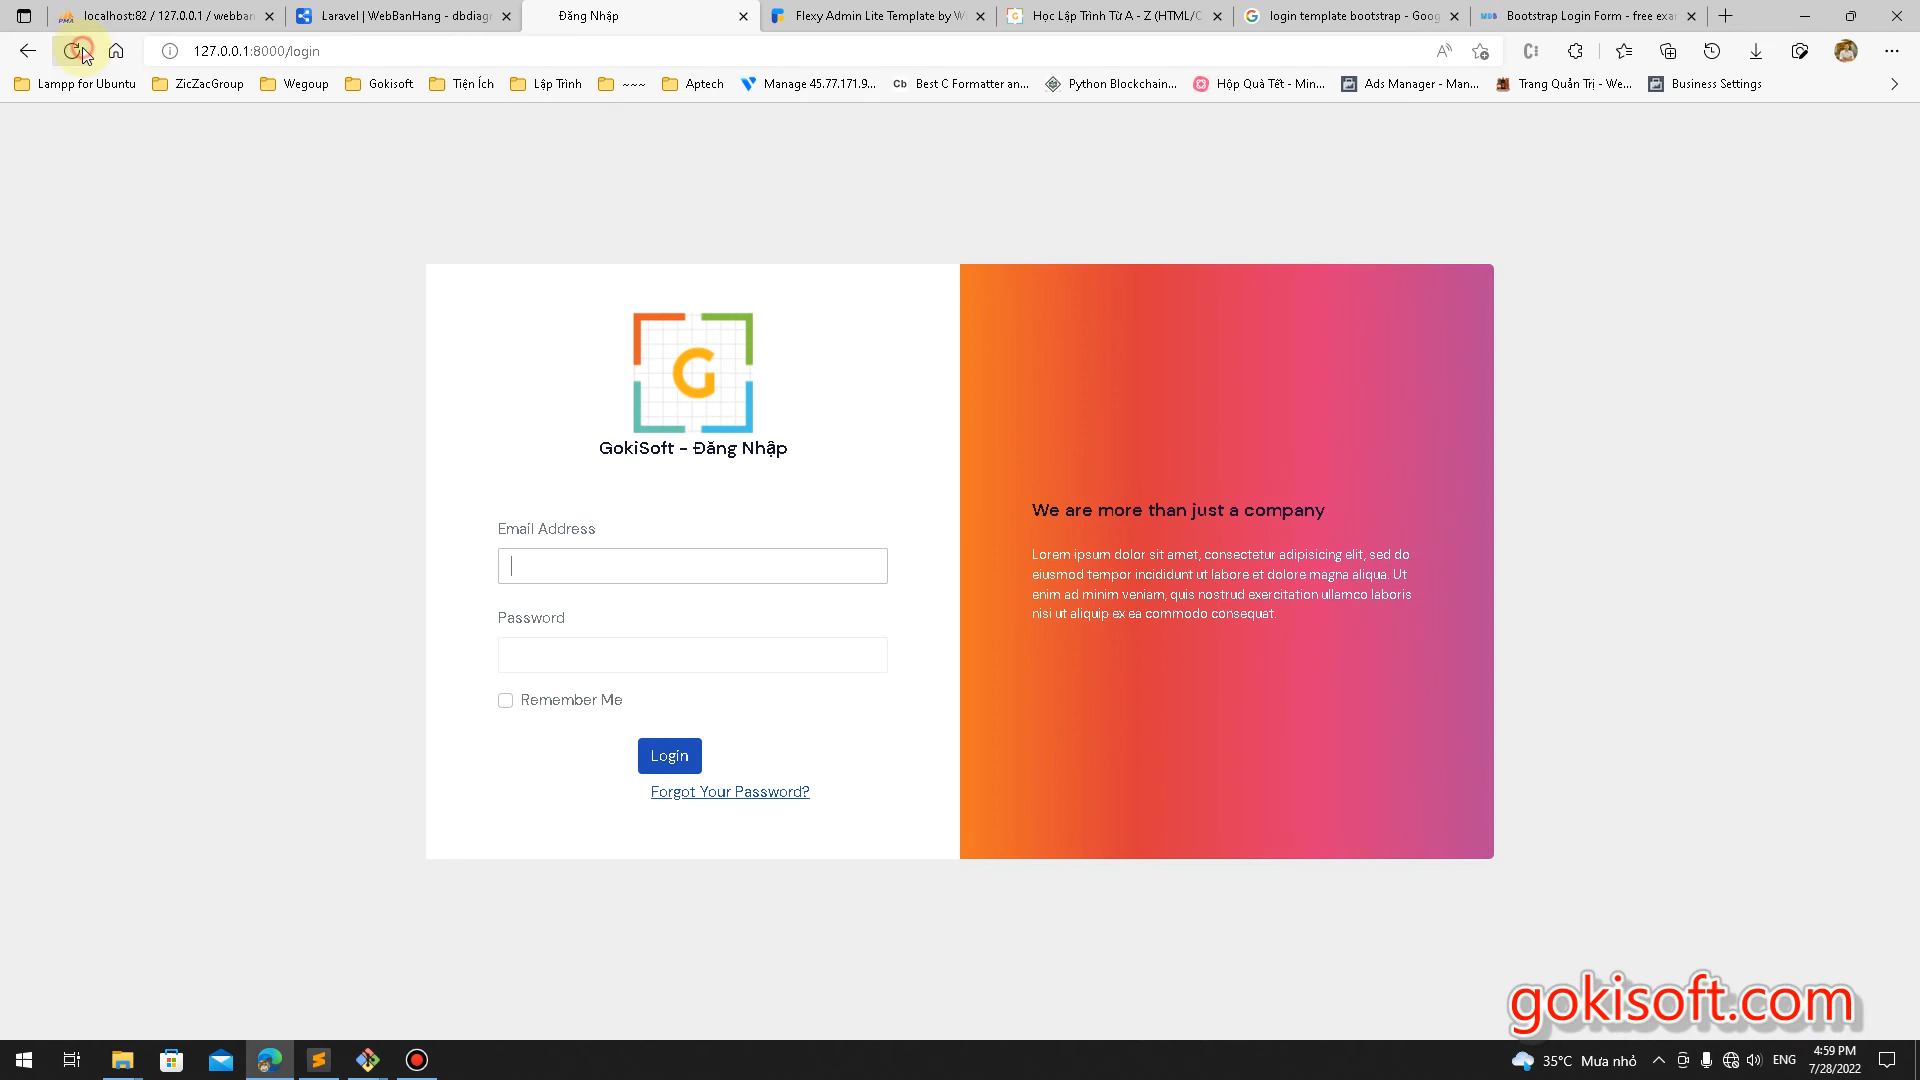 localhost:82 / 127.0.0.1 / webban
Laravel | WebBanHang - dbdiagr
Đăng Nhập
Flexy Admin Lite Template by W
Học Lập Trình Từ A - Z (HTML/C
login template bootstrap - Goog
Bootstrap Login Form - free exa
127.0.0.1:8000/login
Lampp for Ubuntu
ZicZacGroup
Wegoup
Gokisoft
Tiện Ích
Lập Trình
~~~
Aptech
Manage 45.77.171.9...
Cb
Best C Formatter an...
Python Blockchain...
Hộp Quà Tết - Min...
Ads Manager - Man...
Trang Quản Trị - We...
Business Settings
G
GokiSoft - Đăng Nhập
Email Address
Password
Remember Me
Login
Forgot Your Password?
We are more than just a company
Lorem ipsum dolor sit amet, consectetur adipisicing elit, sed do
eiusmod tempor incididunt ut labore et dolore magna aliqua. Ut
enim ad minim veniam, quis nostrud exercitation ullamco laboris
nisi ut aliquip ex ea commodo consequat.
gokisoft.com
35°C Mưa nhỏ
ENG
4:59 PM
7/28/2022